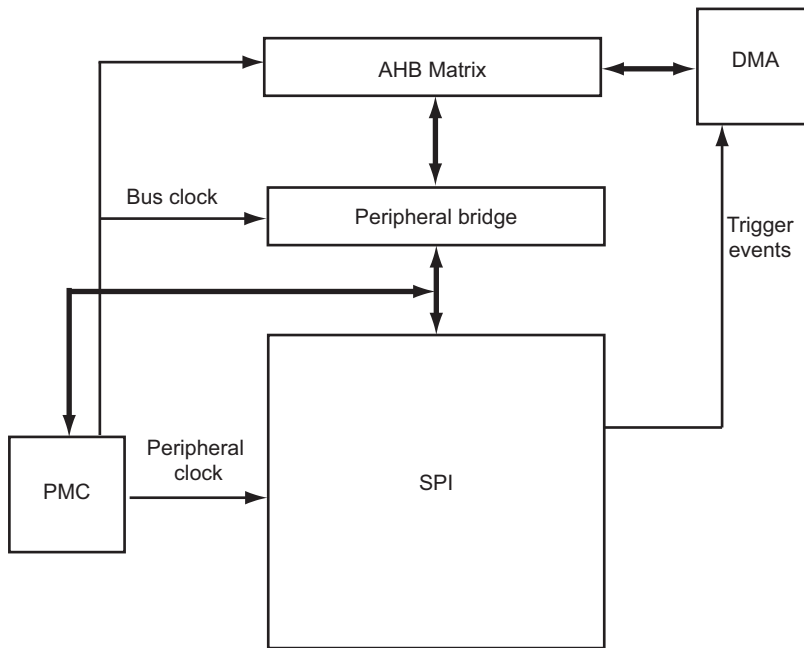 AHB Matrix
DMA
Bus clock
Peripheral bridge
Trigger
events
Peripheral
clock
PMC
SPI